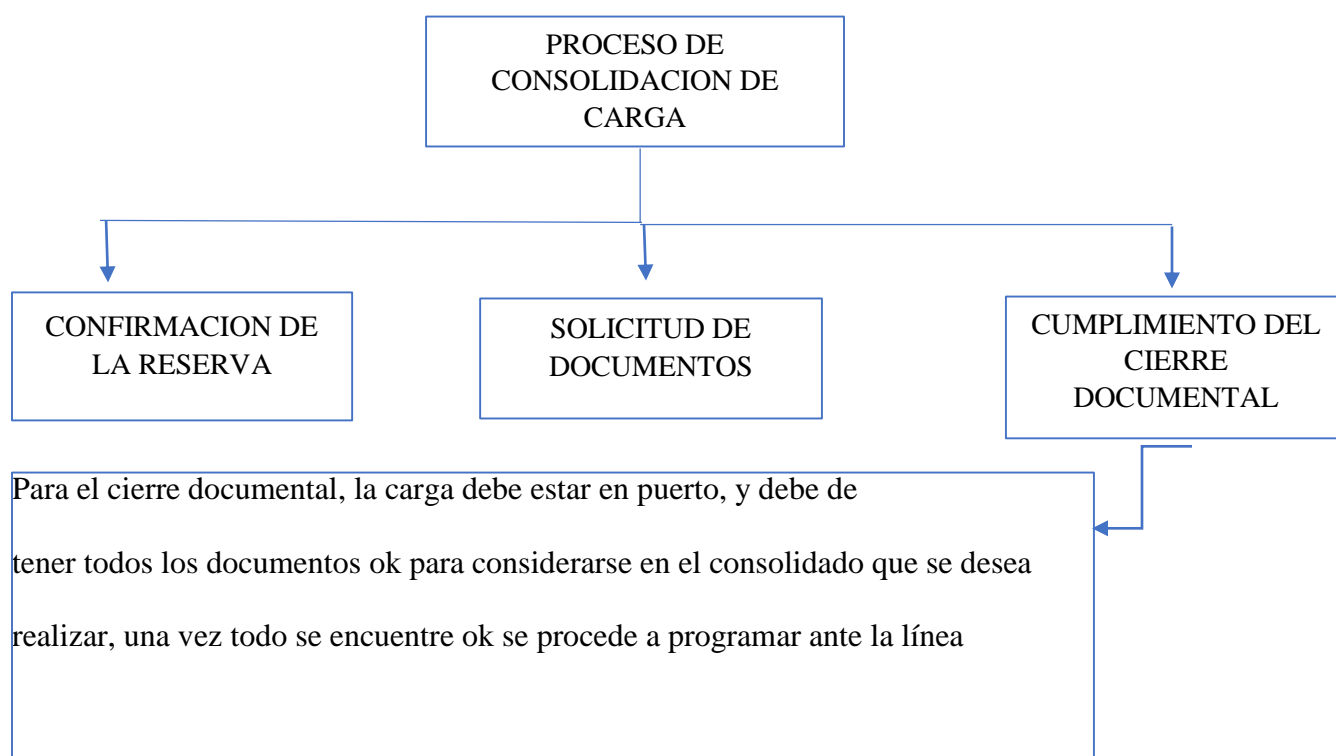 PROCESO DE
CONSOLIDACION DE
CARGA
CONFIRMACION DE
LA RESERVA
SOLICITUD DE
DOCUMENTOS
CUMPLIMIENTO DEL
CIERRE
DOCUMENTAL
Para el cierre documental, la carga debe estar en puerto, y debe de
tener todos los documentos ok para considerarse en el consolidado que se desea
realizar, una vez todo se encuentre ok se procede a programar ante la línea